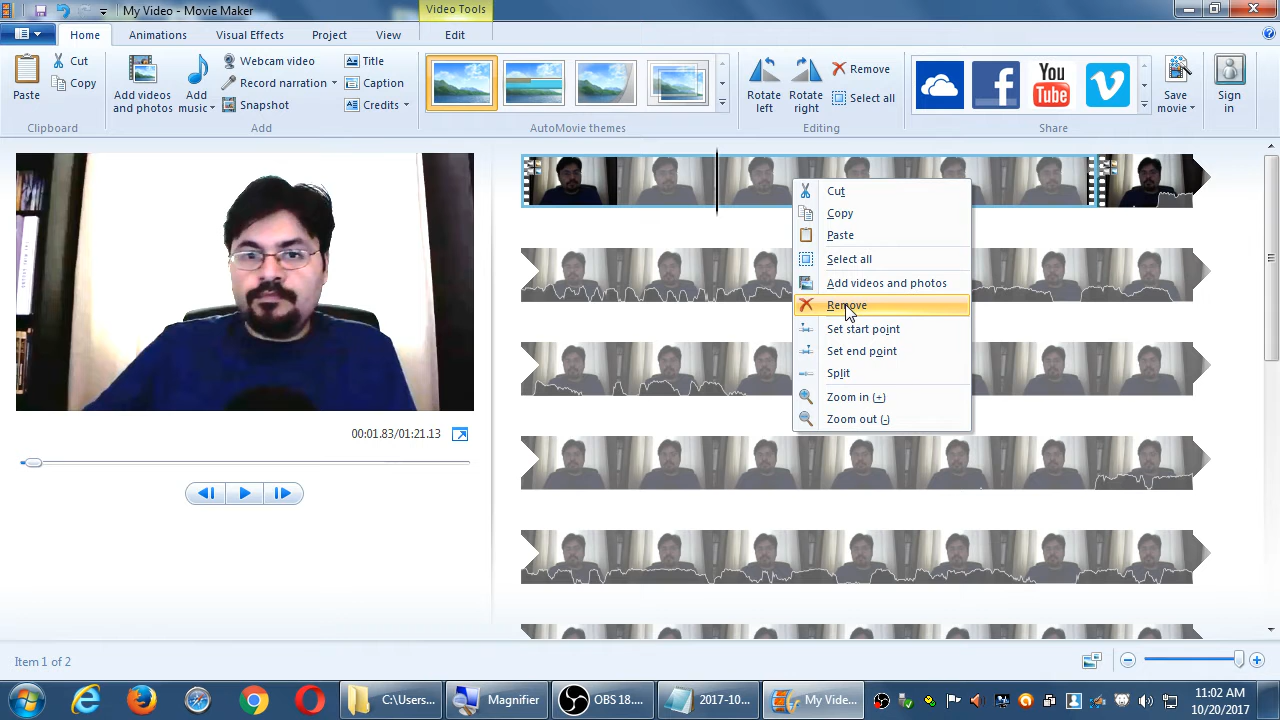 My Video - Movie Maker
Video Tools
Home
Animations
Visual Effects
Project
View
Edit
Paste
Cut
Copy
Clipboard
Add videos
and photos
Add
music
Webcam video
Record narration
Snapshot
Title
Caption
Credits
Add
AutoMovie themes
Rotate
left
Rotate
right
Remove
Select all
Editing
You
Tube
Share
Save
movie
Sign
in
Cut
Copy
Paste
Select all
Add videos and photos
Remove
Set start point
Set end point
Split
Zoom in (+)
Zoom out (-)
00:01.83/01:21.13
Item 1 of 2
C:\Users...
Magnifier
OBS 18....
2017-10...
My Vide...
11:02 AM
10/20/2017